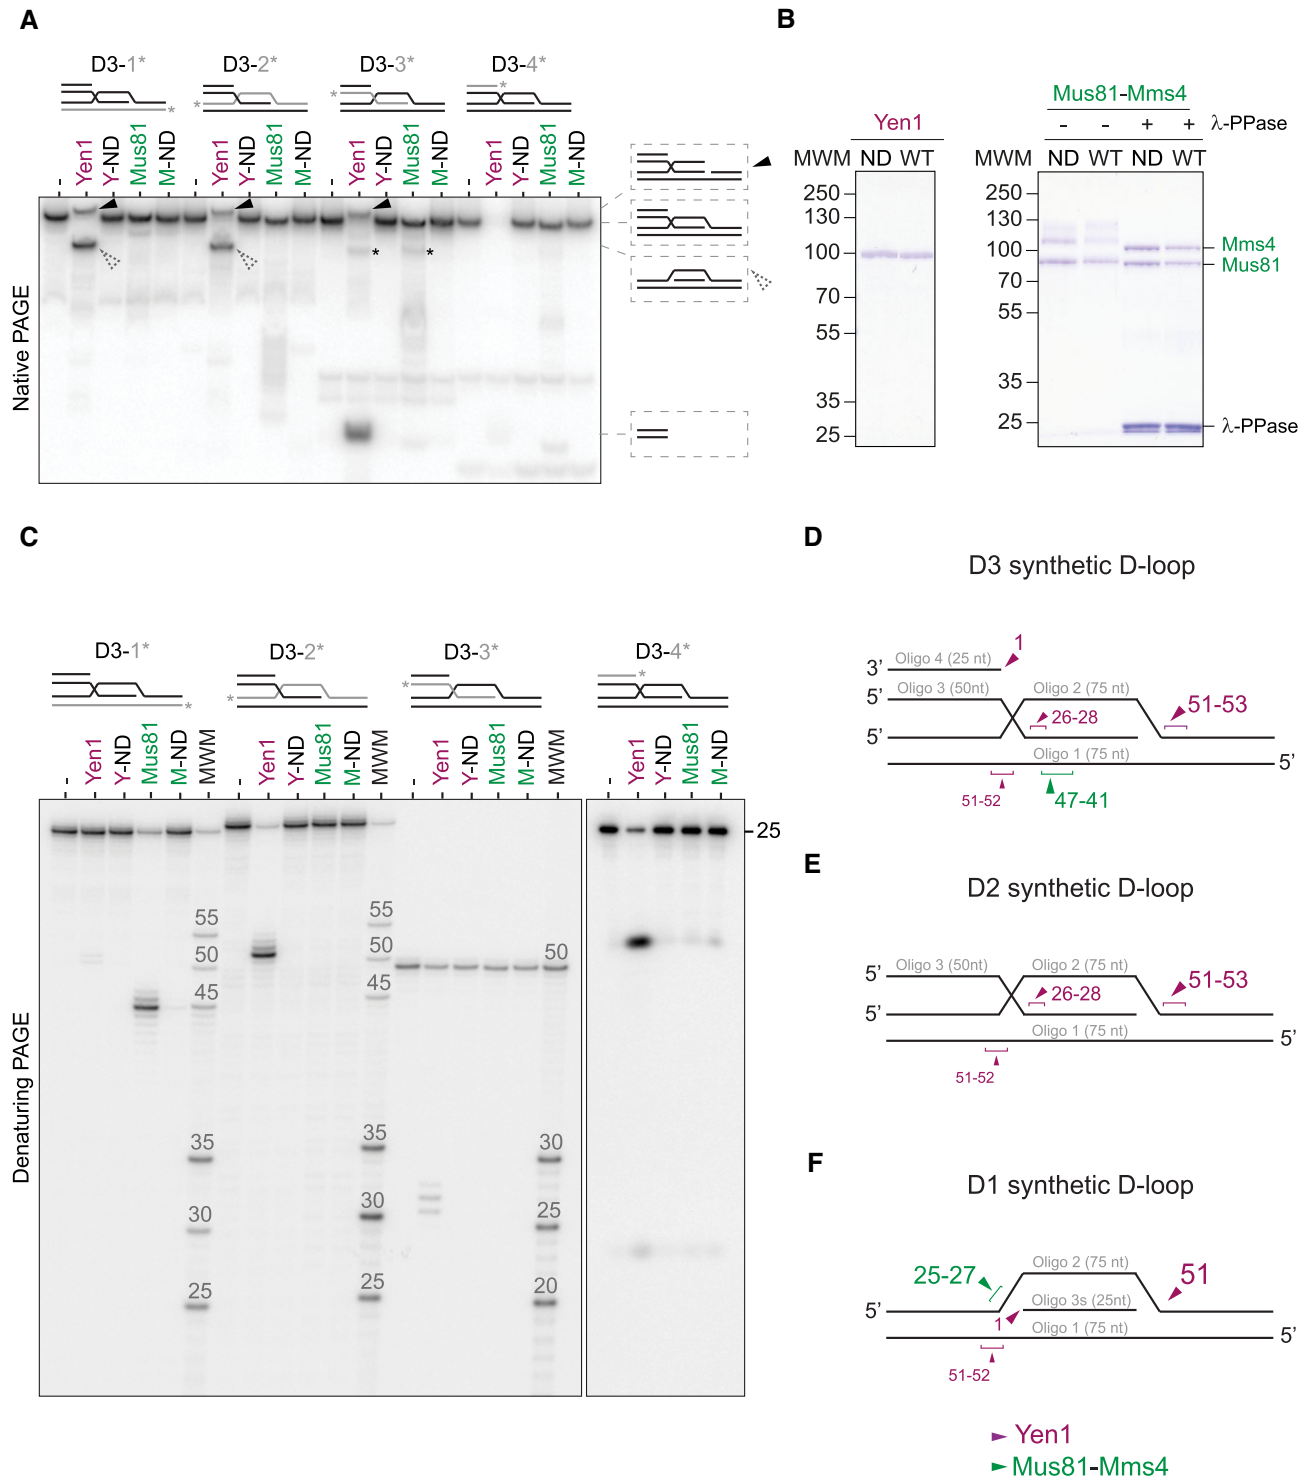 A
D3-1*
D3-2*
D3-3*
D3-4*
*
*
*
*
- Yen1 Y-ND Mus81 M-ND - Yen1 Y-ND Mus81 M-ND - Yen1 Y-ND Mus81 M-ND - Yen1 Y-ND Mus81 M-ND
* *
Native PAGE
B
Yen1
MWM ND WT
250
130
100
70
55
35
25
Mus81-Mms4
- - + + λ-PPase
MWM ND WT ND WT
250
130
100
70
55
35
25
Mms4
Mus81
λ-PPase
C
D3-1*
D3-2*
D3-3*
D3-4*
*
*
*
*
- Yen1 Y-ND Mus81 M-ND MWM - Yen1 Y-ND Mus81 M-ND MWM - Yen1 Y-ND Mus81 M-ND MWM - Yen1 Y-ND Mus81 M-ND
55
50
45
35
30
25
55
50
45
35
30
25
50
30
25
20
25
Denaturing PAGE
D
D3 synthetic D-loop
1
3’ Oligo 4 (25 nt)
5’ Oligo 3 (50nt) Oligo 2 (75 nt)
26-28 51-53
5’
Oligo 1 (75 nt) 5’
51-52 47-41
E
D2 synthetic D-loop
5’ Oligo 3 (50nt) Oligo 2 (75 nt)
26-28 51-53
5’
Oligo 1 (75 nt) 5’
51-52
F
D1 synthetic D-loop
25-27 Oligo 2 (75 nt) 51
5’ Oligo 3s (25nt)
1
Oligo 1 (75 nt) 5’
51-52
Yen1
Mus81-Mms4